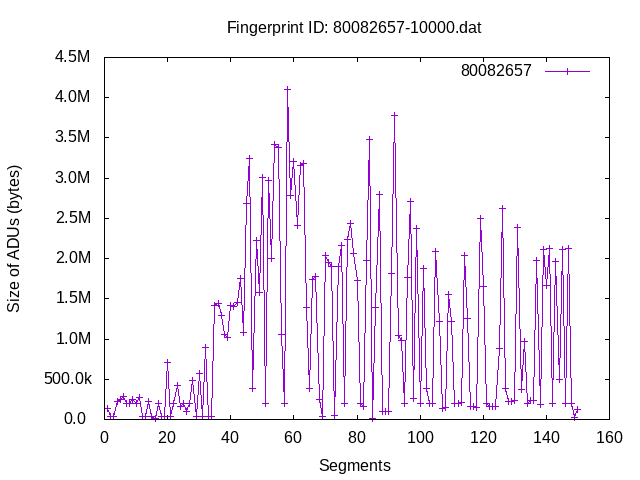 Fingerprint ID: 80082657-10000.dat
80082657
4.5M
4.0M
3.5M
3.0M
2.5M
2.0M
1.5M
1.0M
500.0k
0.0
0 20 40 60 80 100 120 140 160
Segments
Size of ADUs (bytes)